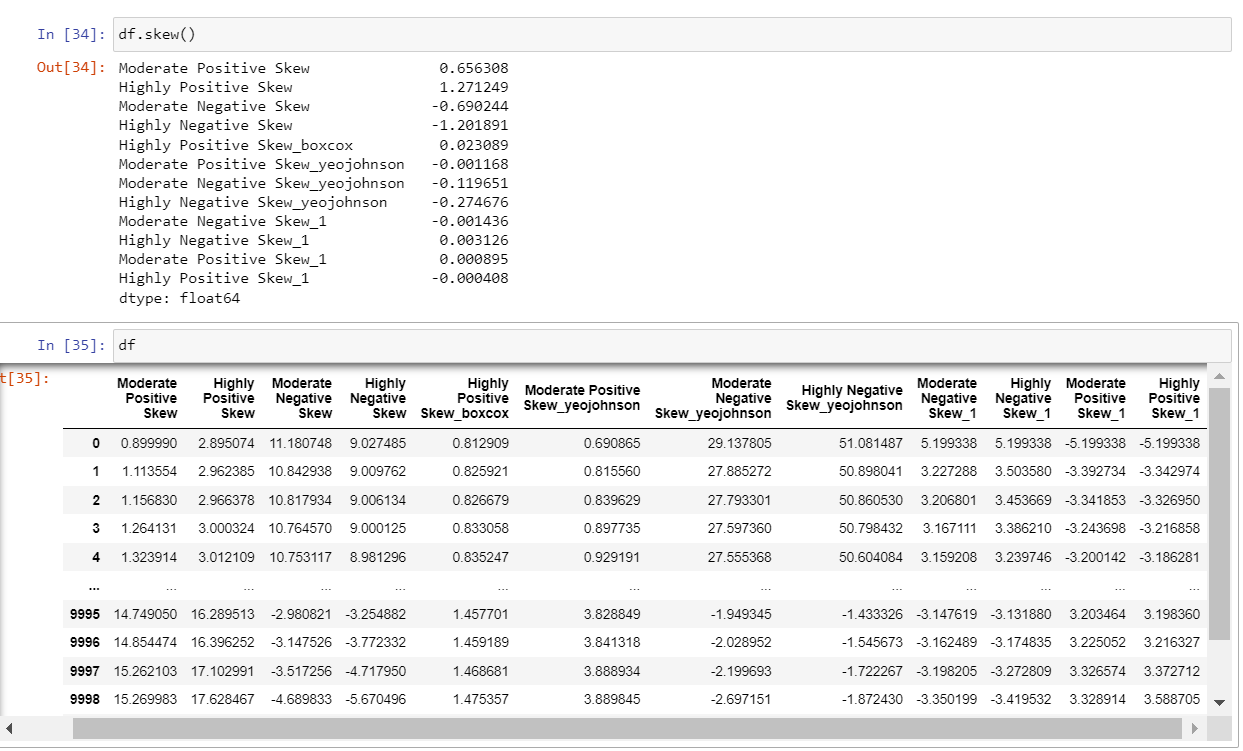 In [34]: df.skew()
Out[34]: Moderate Positive Skew 0.656308
Highly Positive Skew 1.271249
Moderate Negative Skew -0.690244
Highly Negative Skew -1.201891
Highly Positive Skew_boxcox 0.023089
Moderate Positive Skew_yeojohnson -0.001168
Moderate Negative Skew_yeojohnson -0.119651
Highly Negative Skew_yeojohnson -0.274676
Moderate Negative Skew_1 -0.001436
Highly Negative Skew_1 0.003126
Moderate Positive Skew_1 0.000895
Highly Positive Skew_1 -0.000408
dtype: float64
In [35]: df
t[35]:
Moderate Highly Moderate Highly Highly Moderate Positive Moderate Highly Negative Moderate Highly Moderate Highly
Positive Positive Negative Negative Positive Skew_yeojohnson Negative Skew_yeojohnson Negative Negative Positive Positive
Skew Skew Skew Skew Skew_boxcox Skew_yeojohnson Skew_1 Skew_1 Skew_1 Skew_1
0 0.899990 2.895074 11.180748 9.027485 0.812909 0.690865 29.137805 51.081487 5.199338 5.199338 -5.199338 -5.199338
1 1.113554 2.962385 10.842938 9.009762 0.825921 0.815560 27.885272 50.898041 3.227288 3.503580 -3.392734 -3.342974
2 1.156830 2.966378 10.817934 9.006134 0.826679 0.839629 27.793301 50.860530 3.206801 3.453669 -3.341853 -3.326950
3 1.264131 3.000324 10.764570 9.000125 0.833058 0.897735 27.597360 50.798432 3.167111 3.386210 -3.243698 -3.216858
4 1.323914 3.012109 10.753117 8.981296 0.835247 0.929191 27.555368 50.604084 3.159208 3.239746 -3.200142 -3.186281
... ... ... ... ... ... ... ... ... ... ... ... ...
9995 14.749050 16.289513 -2.980821 -3.254882 1.457701 3.828849 -1.949345 -1.433326 -3.147619 -3.131880 3.203464 3.198360
9996 14.854474 16.396252 -3.147526 -3.772332 1.459189 3.841318 -2.028952 -1.545673 -3.162489 -3.174835 3.225052 3.216327
9997 15.262103 17.102991 -3.517256 -4.717950 1.468681 3.888934 -2.199693 -1.722267 -3.198205 -3.272809 3.326574 3.372712
9998 15.269983 17.628467 -4.689833 -5.670496 1.475357 3.889845 -2.697151 -1.872430 -3.350199 -3.419532 3.328914 3.588705